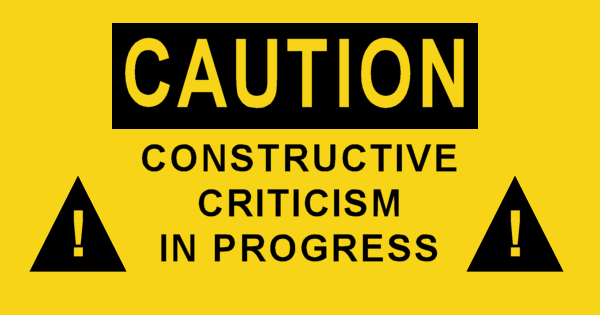 CAUTION
CONSTRUCTIVE
CRITICISM
IN PROGRESS
! !